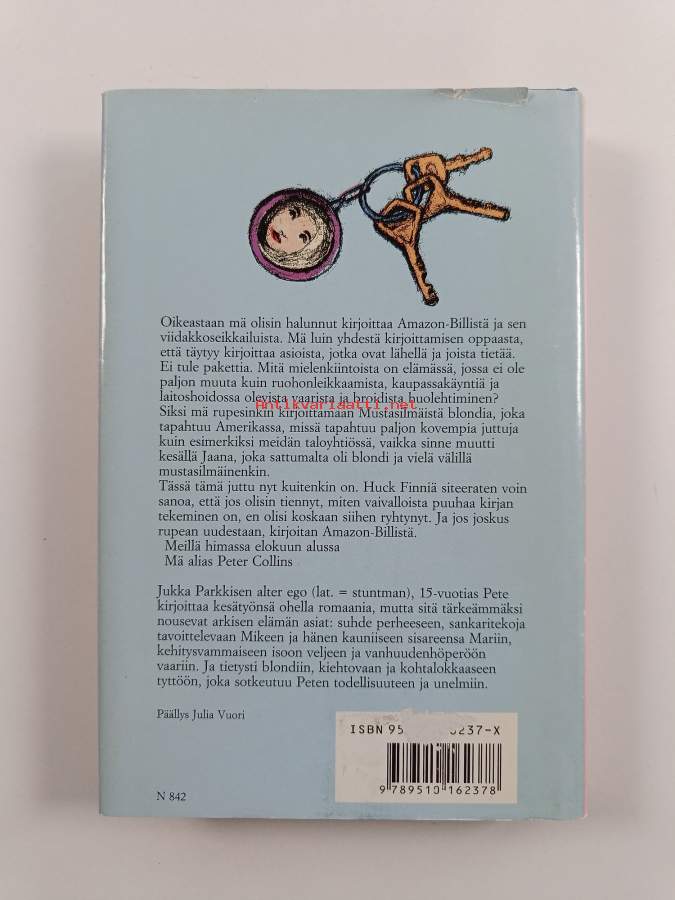 Oikeastaan mä olisin halunnut kirjoittaa Amazon-Billistä ja sen
viidakkoseikkailuista. Mä luin yhdestä kirjoittamisen oppaasta,
että täytyy kirjoittaa asioista, jotka ovat lähellä ja joista tietää.
Ei tule pakettia. Mitä mielenkiintoista on elämässä, jossa ei ole
paljon muuta kuin ruohonleikkaamista, kaupassakäyntiä ja
laitoshoidossa olevista vaarista ja broidista huolehtiminen?
Antikvariaatti.net
Siksi mä rupesinkin kirjoittamaan Mustasilmäistä blondia, joka
tapahtuu Amerikassa, missä tapahtuu paljon kovempia juttuja
kuin esimerkiksi meidän taloyhtiössä, vaikka sinne muutti
kesällä Jaana, joka sattumalta oli blondi ja vielä välillä
mustasilmäinenkin.
Tässä tämä juttu nyt kuitenkin on. Huck Finniä siteeraten voin
sanoa, että jos olisin tiennyt, miten vaivalloista puuhaa kirjan
tekeminen on, en olisi koskaan siihen ryhtynyt. Ja jos joskus
rupean uudestaan, kirjoitan Amazon-Billistä.
Meillä himassa elokuun alussa
Mä alias Peter Collins
Jukka Parkkisen alter ego (lat. = stuntman), 15-vuotias Pete
kirjoittaa kesätyönsä ohella romaania, mutta sitä tärkeämmäksi
nousevat arkisen elämän asiat: suhde perheeseen, sankaritekoja
tavoittelevaan Mikeen ja hänen kauniiseen sisareensa Mariin,
kehitysvammaiseen isoon veljeen ja vanhuudenhöperöön
vaariin. Ja tietysti blondiin, kiehtovaan ja kohtalokkaaseen
tyttöön, joka sotkeutuu Peten todellisuuteen ja unelmiin.
Päällys Julia Vuori
ISBN 95 237-X
9 789510 162378
N 842